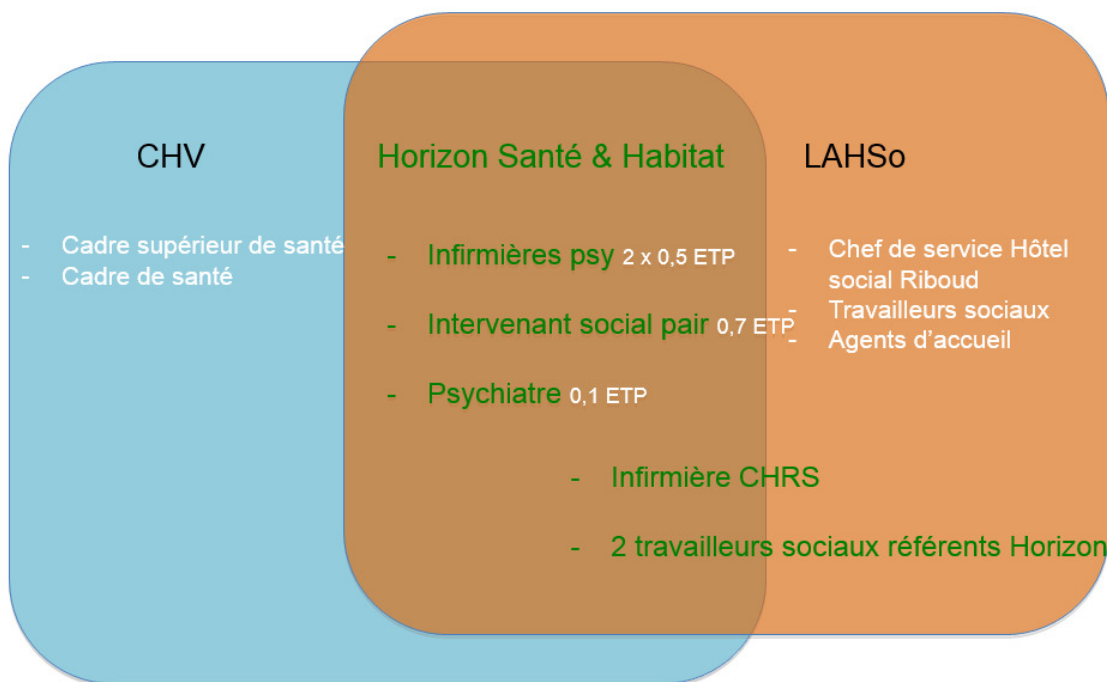 CHV
- Cadre supérieur de santé
- Cadre de santé
Horizon Santé & Habitat
- Infirmières psy 2 x 0,5 ETP
- Intervenant social pair 0,7 ETP
- Psychiatre 0,1 ETP
- Infirmière CHRS
- 2 travailleurs sociaux référents Horizon
LAHSo
- Chef de service Hôtel
social Riboud
- Travailleurs sociaux
- Agents d'accueil